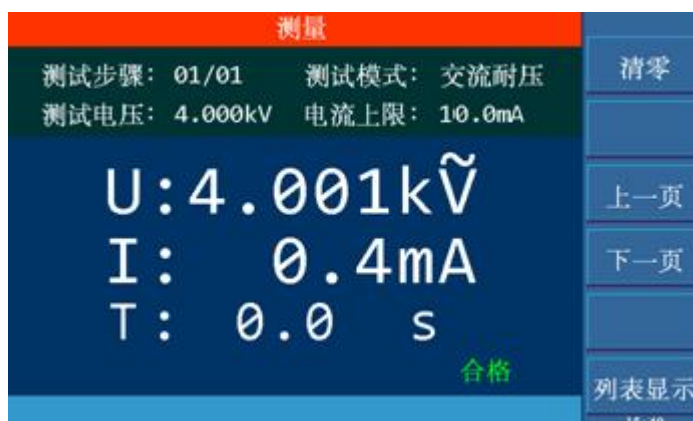 测量
测试步骤: 01/01 测试模式: 交流耐压
测试电压: 4.000kV 电流上限: 10.0mA
U:4.001kṼ
I: 0.4mA
T: 0.0 s
合格
清零
上一页
下一页
列表显示